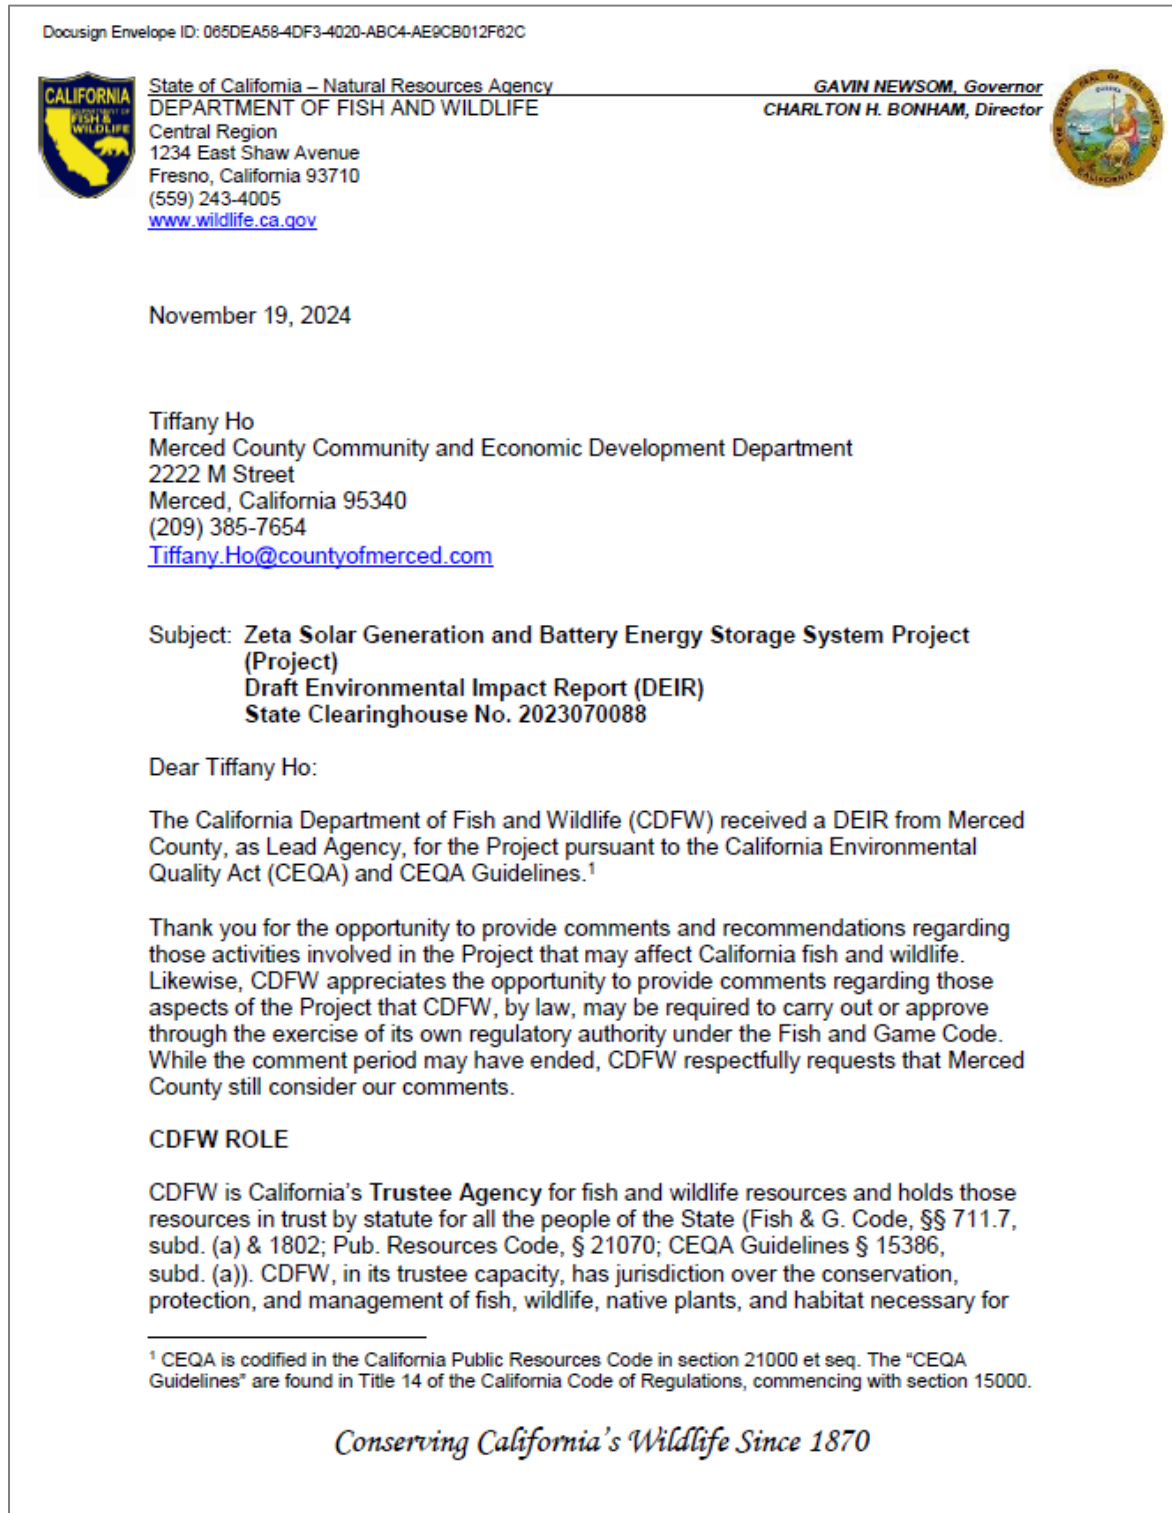 Docusign Envelope ID: 065DEA58-4DF3-4020-ABC4-AE9CB012F62C
CALIFORNIA
DEPARTMENT OF
FISH &
WILDLIFE
State of California – Natural Resources Agency
DEPARTMENT OF FISH AND WILDLIFE
Central Region
1234 East Shaw Avenue
Fresno, California 93710
(559) 243-4005
www.wildlife.ca.gov
GAVIN NEWSOM, Governor
CHARLTON H. BONHAM, Director
THE GREAT SEAL OF THE STATE OF CALIFORNIA
EUREKA
November 19, 2024
Tiffany Ho
Merced County Community and Economic Development Department
2222 M Street
Merced, California 95340
(209) 385-7654
Tiffany.Ho@countyofmerced.com
Subject: Zeta Solar Generation and Battery Energy Storage System Project
(Project)
Draft Environmental Impact Report (DEIR)
State Clearinghouse No. 2023070088
Dear Tiffany Ho:
The California Department of Fish and Wildlife (CDFW) received a DEIR from Merced
County, as Lead Agency, for the Project pursuant to the California Environmental
Quality Act (CEQA) and CEQA Guidelines.¹
Thank you for the opportunity to provide comments and recommendations regarding
those activities involved in the Project that may affect California fish and wildlife.
Likewise, CDFW appreciates the opportunity to provide comments regarding those
aspects of the Project that CDFW, by law, may be required to carry out or approve
through the exercise of its own regulatory authority under the Fish and Game Code.
While the comment period may have ended, CDFW respectfully requests that Merced
County still consider our comments.
CDFW ROLE
CDFW is California’s Trustee Agency for fish and wildlife resources and holds those
resources in trust by statute for all the people of the State (Fish & G. Code, §§ 711.7,
subd. (a) & 1802; Pub. Resources Code, § 21070; CEQA Guidelines § 15386,
subd. (a)). CDFW, in its trustee capacity, has jurisdiction over the conservation,
protection, and management of fish, wildlife, native plants, and habitat necessary for
¹ CEQA is codified in the California Public Resources Code in section 21000 et seq. The “CEQA
Guidelines” are found in Title 14 of the California Code of Regulations, commencing with section 15000.
Conserving California’s Wildlife Since 1870